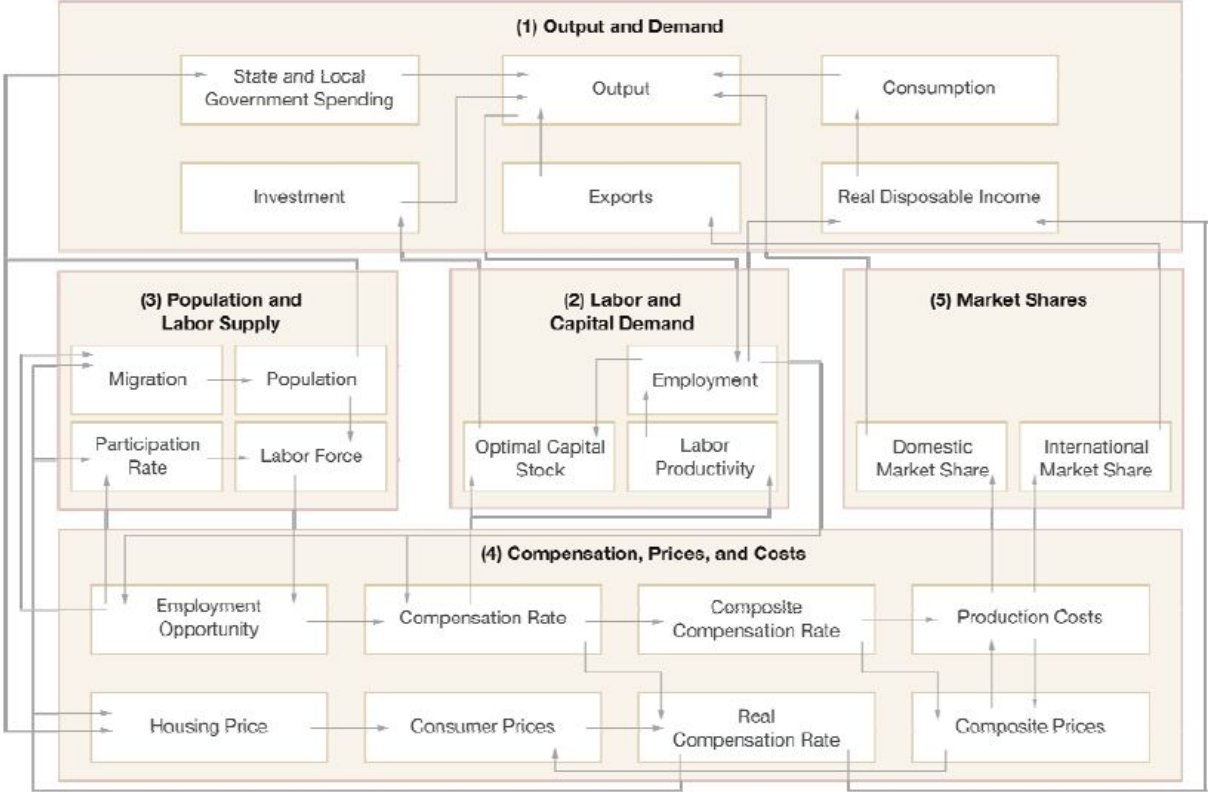 (1) Output and Demand
State and Local
Government Spending
Output
Consumption
Investment
Exports
Real Disposable Income
(3) Population and
Labor Supply
Migration
Population
Participation
Rate
Labor Force
(2) Labor and
Capital Demand
Employment
Optimal Capital
Stock
Labor
Productivity
(5) Market Shares
Domestic
Market Share
International
Market Share
(4) Compensation, Prices, and Costs
Employment
Opportunity
Compensation Rate
Composite
Compensation Rate
Production Costs
Housing Price
Consumer Prices
Real
Compensation Rate
Composite Prices